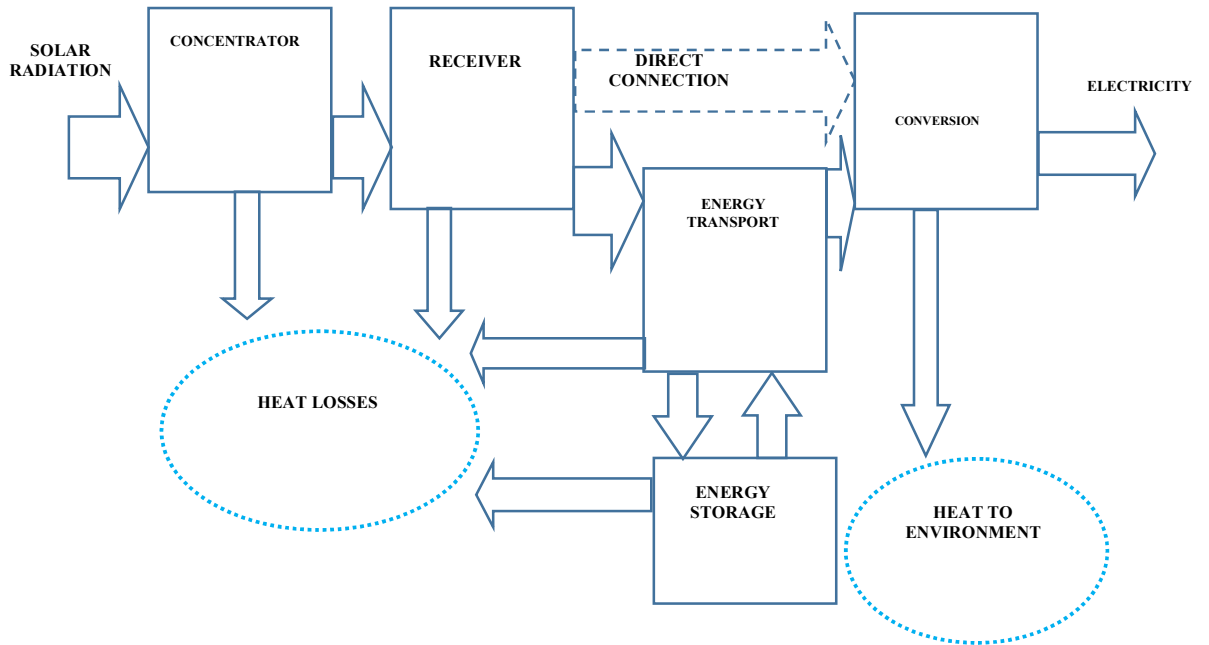 SOLAR
RADIATION
CONCENTRATOR
RECEIVER
DIRECT
CONNECTION
CONVERSION
ELECTRICITY
ENERGY
TRANSPORT
HEAT LOSSES
ENERGY
STORAGE
HEAT TO
ENVIRONMENT